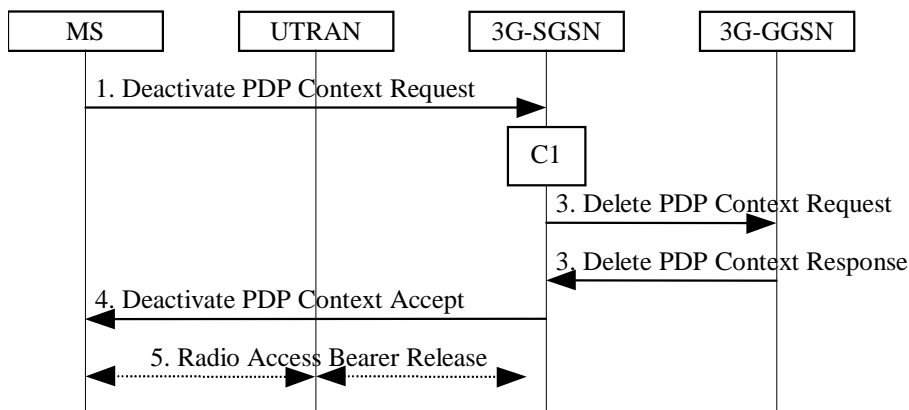 MS UTRAN 3G-SGSN 3G-GGSN
1. Deactivate PDP Context Request
C1
3. Delete PDP Context Request
3. Delete PDP Context Response
4. Deactivate PDP Context Accept
5. Radio Access Bearer Release